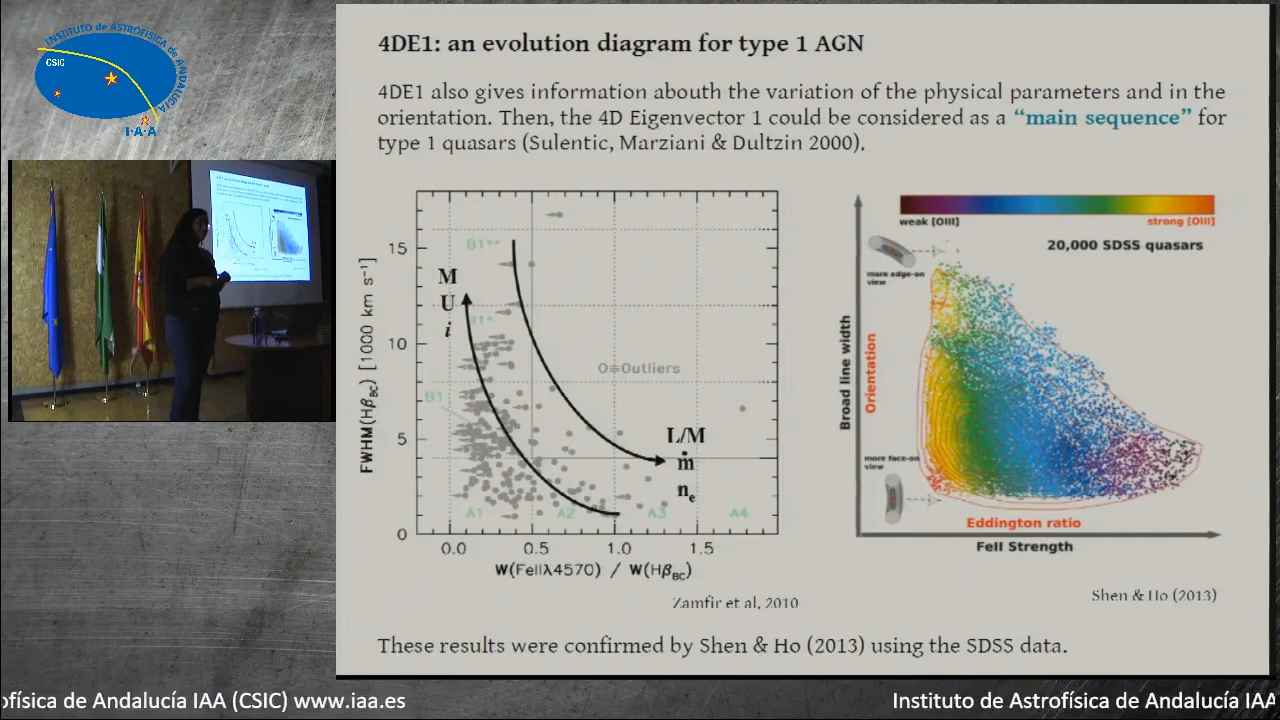 INSTITUTO de ASTROFÍSICA de ANDALUCÍA
CSIC
I·A·A
4DE1: an evolution diagram for type 1 AGN
4DE1 also gives information abouth the variation of the physical parameters and in the
orientation. Then, the 4D Eigenvector 1 could be considered as a “main sequence” for
type 1 quasars (Sulentic, Marziani & Dultzin 2000).
FWHM(Hβ_BC) [1000 km s⁻¹]
15
10
5
0
B1**
M
U
i
B1*
B1
O=Outliers
L/M
ṁ
nₑ
A1
A2
A3
A4
0.0
0.5
1.0
1.5
W(FeIIλ4570) / W(Hβ_BC)
Zamfir et al, 2010
weak [OIII]
strong [OIII]
20,000 SDSS quasars
more edge-on
view
Broad line width
Orientation
more face-on
view
Eddington ratio
FeII Strength
Shen & Ho (2013)
These results were confirmed by Shen & Ho (2013) using the SDSS data.
ofísica de Andalucía IAA (CSIC) www.iaa.es
Instituto de Astrofísica de Andalucía IAA